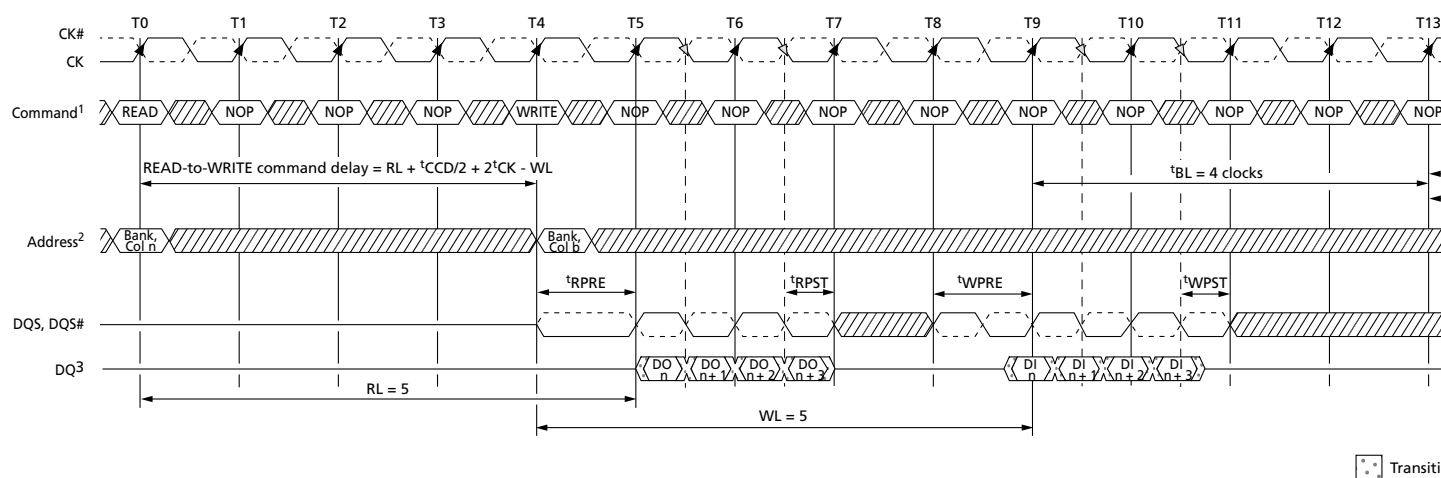 T0 T1 T2 T3 T4 T5 T6 T7 T8 T9 T10 T11 T12 T13
CK#
CK
Command1 READ NOP NOP NOP WRITE NOP NOP NOP NOP NOP NOP NOP NOP NOP
READ-to-WRITE command delay = RL + tCCD/2 + 2tCK - WL
tBL = 4 clocks
Address2 Bank, Col n Bank, Col b
tRPRE tRPST tWPRE tWPST
DQS, DQS#
DQ3 DO n DO n + 1 DO n + 2 DO n + 3 DI n DI n + 1 DI n + 2 DI n + 3
RL = 5
WL = 5
Transiti